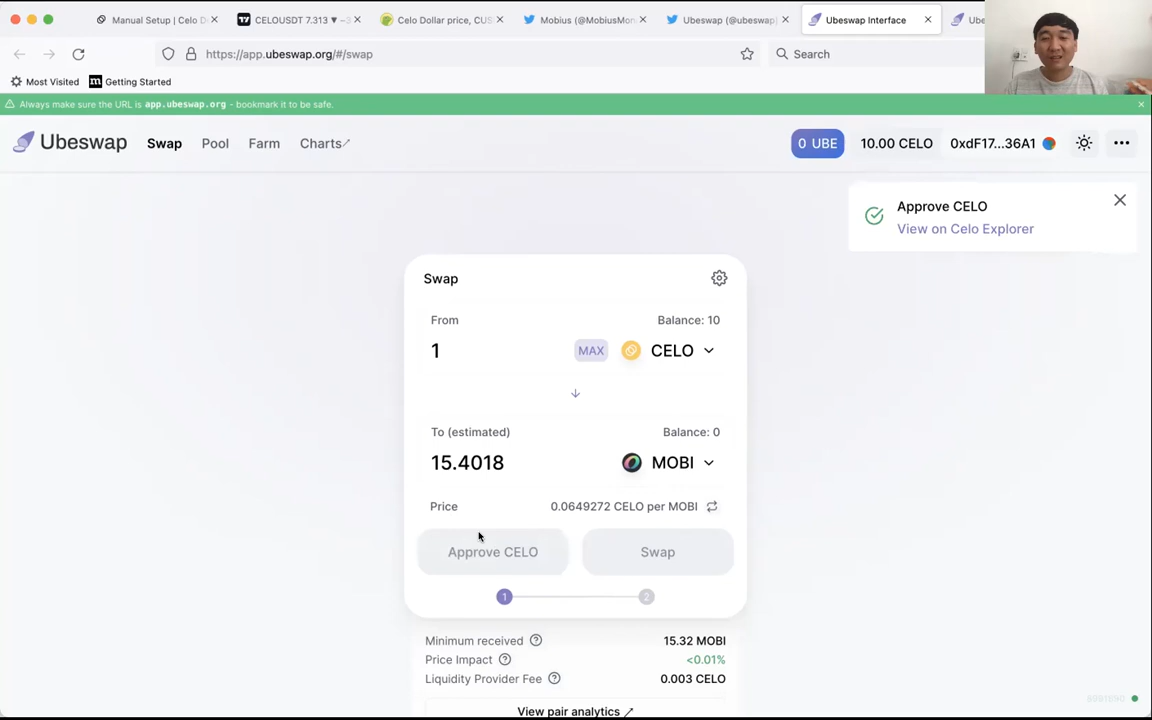 Manual Setup | Celo D
CELOUSDT 7.313 ▼ −3
Celo Dollar price, CUS
Mobius (@MobiusMon
Ubeswap (@ubeswap)
Ubeswap Interface
Ube
https://app.ubeswap.org/#/swap
Search
Most Visited
Getting Started
Always make sure the URL is app.ubeswap.org - bookmark it to be safe.
Ubeswap
Swap
Pool
Farm
Charts↗
0 UBE
10.00 CELO
0xdF17...36A1
Approve CELO
View on Celo Explorer
Swap
From
Balance: 10
1
MAX
CELO
To (estimated)
Balance: 0
15.4018
MOBI
Price
0.0649272 CELO per MOBI
Approve CELO
Swap
1
2
Minimum received
15.32 MOBI
Price Impact
<0.01%
Liquidity Provider Fee
0.003 CELO
View pair analytics ↗